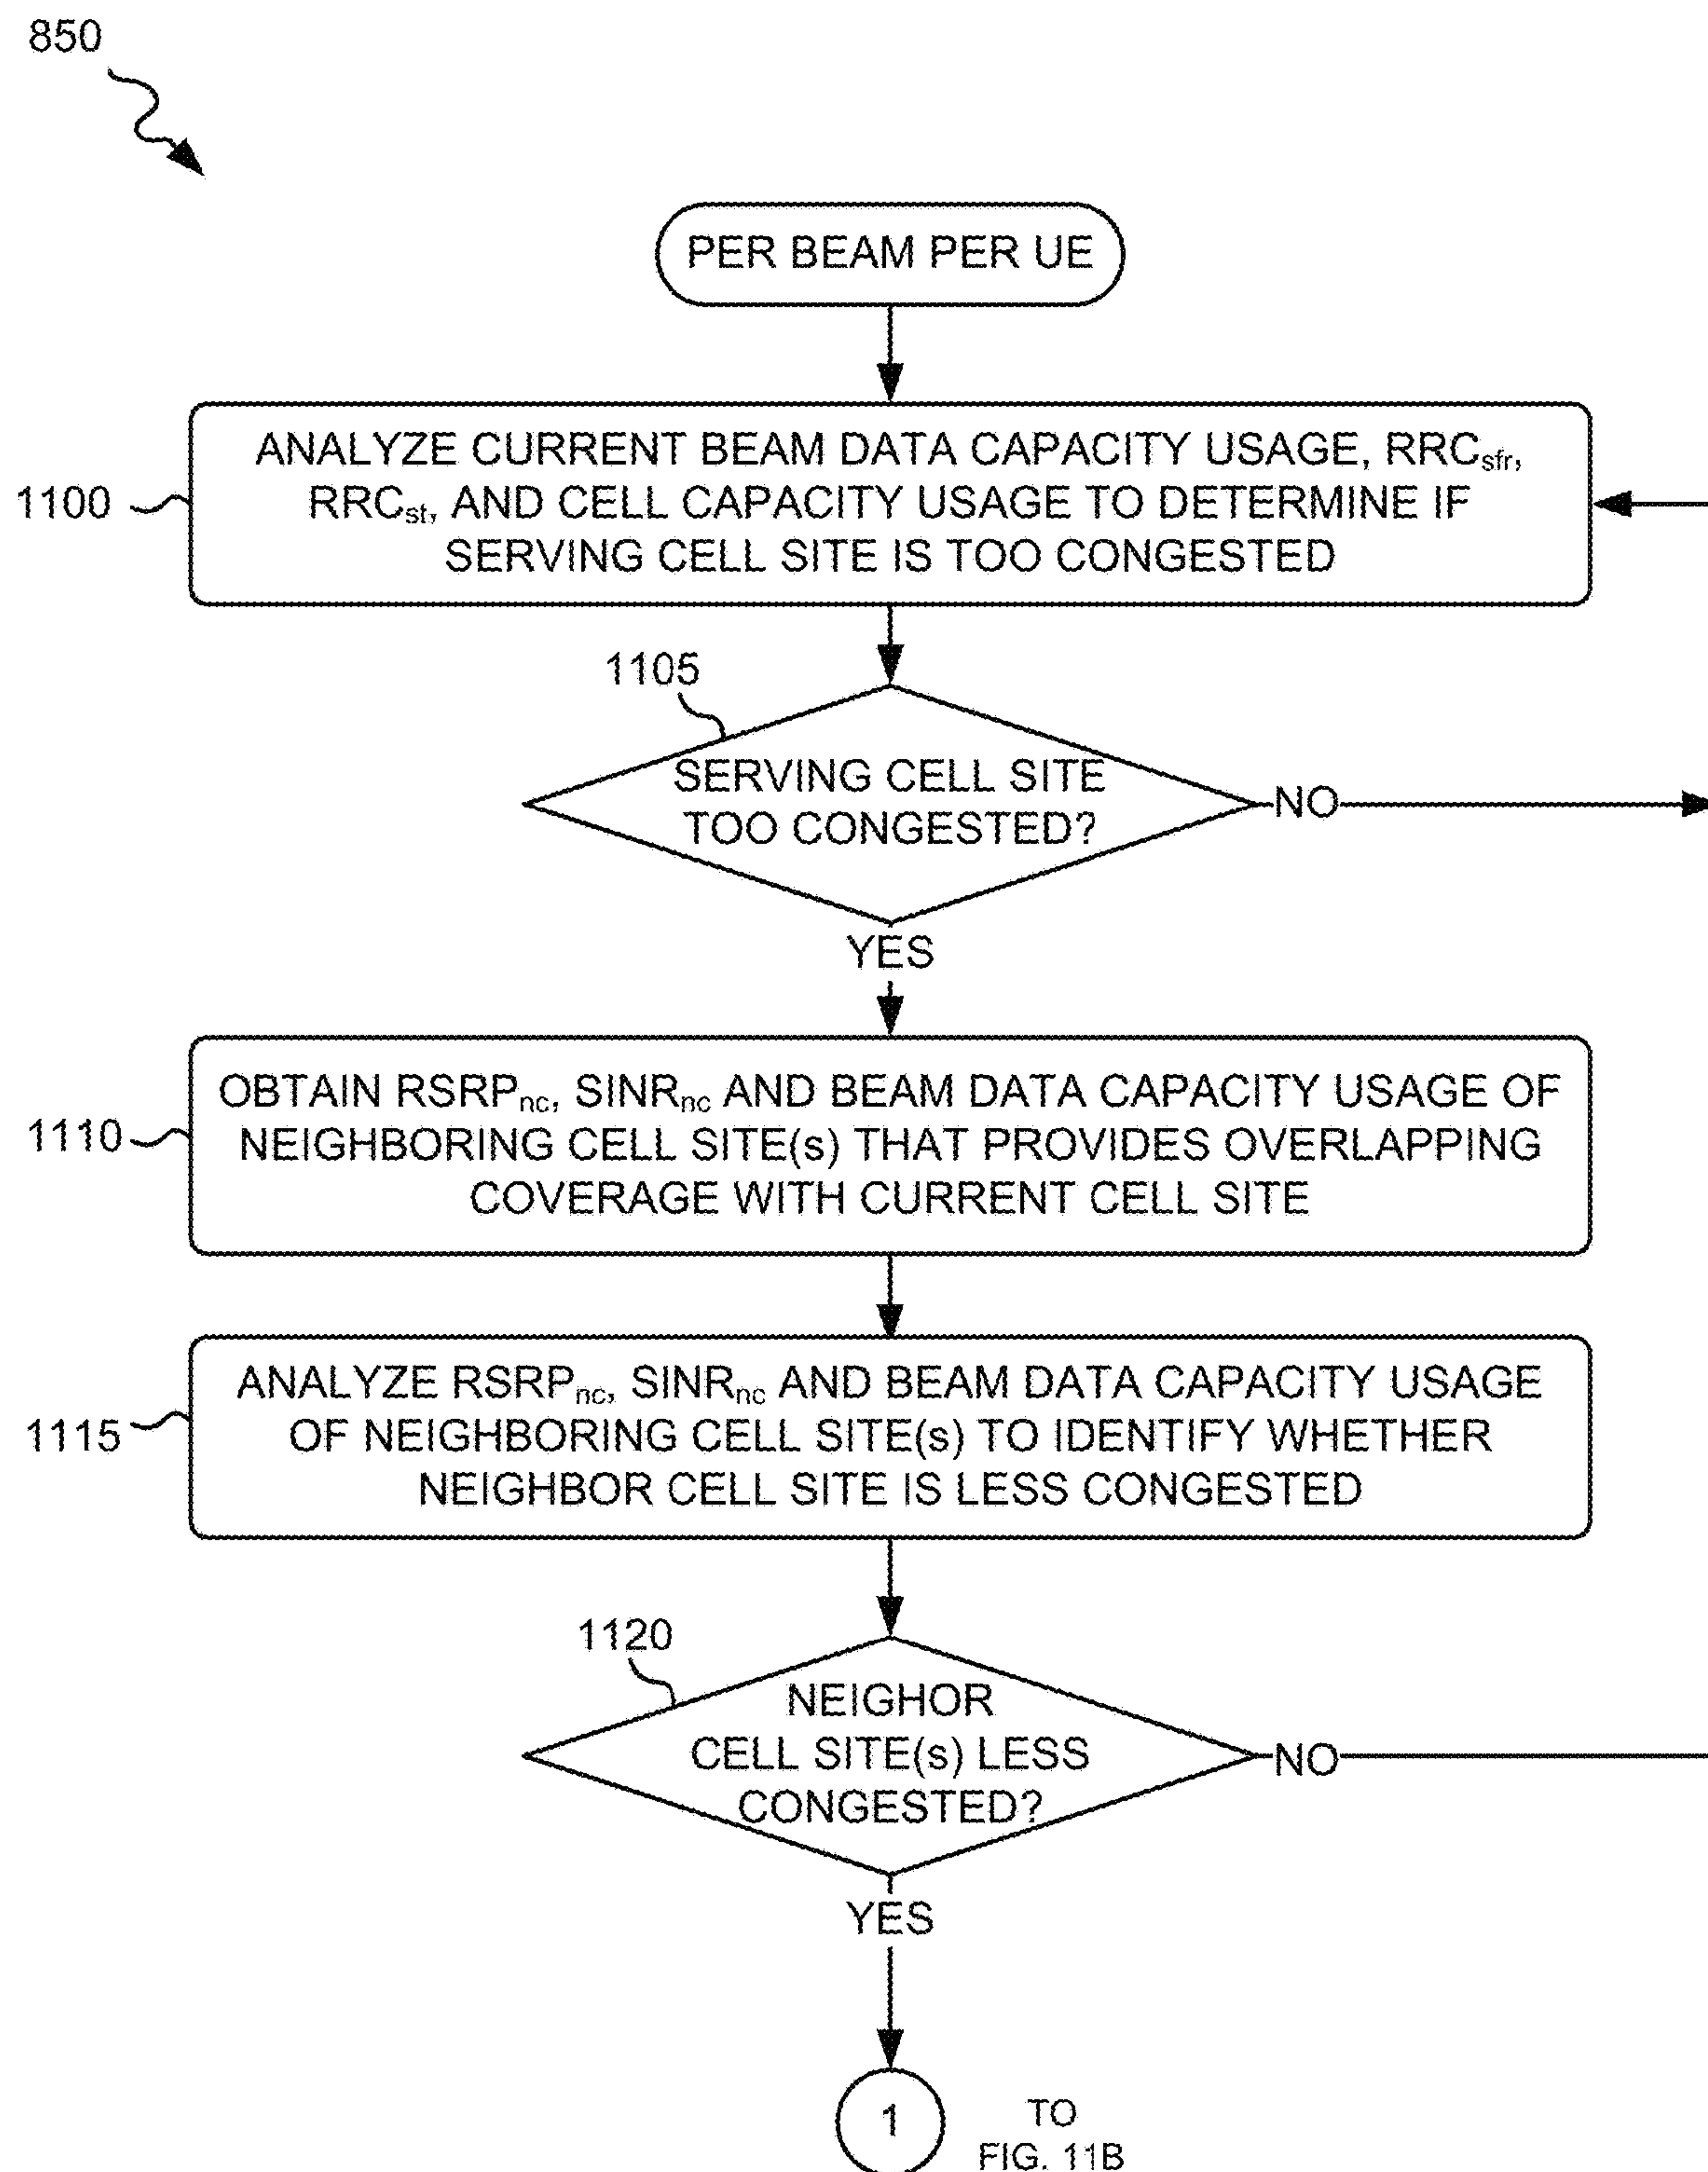 850
PER BEAM PER UE
ANALYZE CURRENT BEAM DATA CAPACITY USAGE, RRCsfr,
1100
RRCst, AND CELL CAPACITY USAGE TO DETERMINE IF
SERVING CELL SITE IS TOO CONGESTED
1105
SERVING CELL SITE
TOO CONGESTED?
NO
YES
OBTAIN RSRPnc, SINRnc AND BEAM DATA CAPACITY USAGE OF
1110
NEIGHBORING CELL SITE(s) THAT PROVIDES OVERLAPPING
COVERAGE WITH CURRENT CELL SITE
ANALYZE RSRPnc, SINRnc AND BEAM DATA CAPACITY USAGE
1115
OF NEIGHBORING CELL SITE(s) TO IDENTIFY WHETHER
NEIGHBOR CELL SITE IS LESS CONGESTED
1120
NEIGHOR
CELL SITE(s) LESS
CONGESTED?
NO
YES
1
TO
FIG. 11B